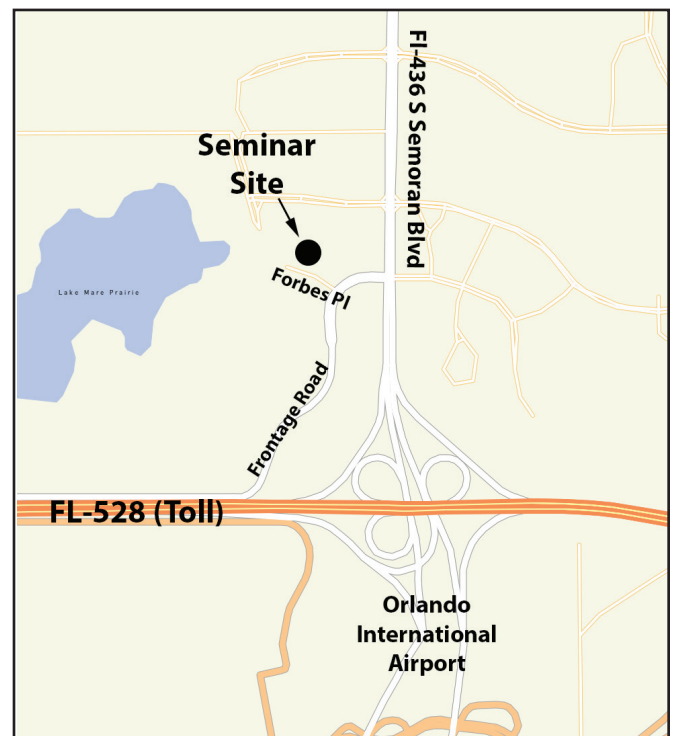 Fl-436 S Semoran Blvd
Seminar
Site
Lake Mare Prairie
Forbes Pl
Frontage Road
FL-528 (Toll)
Orlando
International
Airport